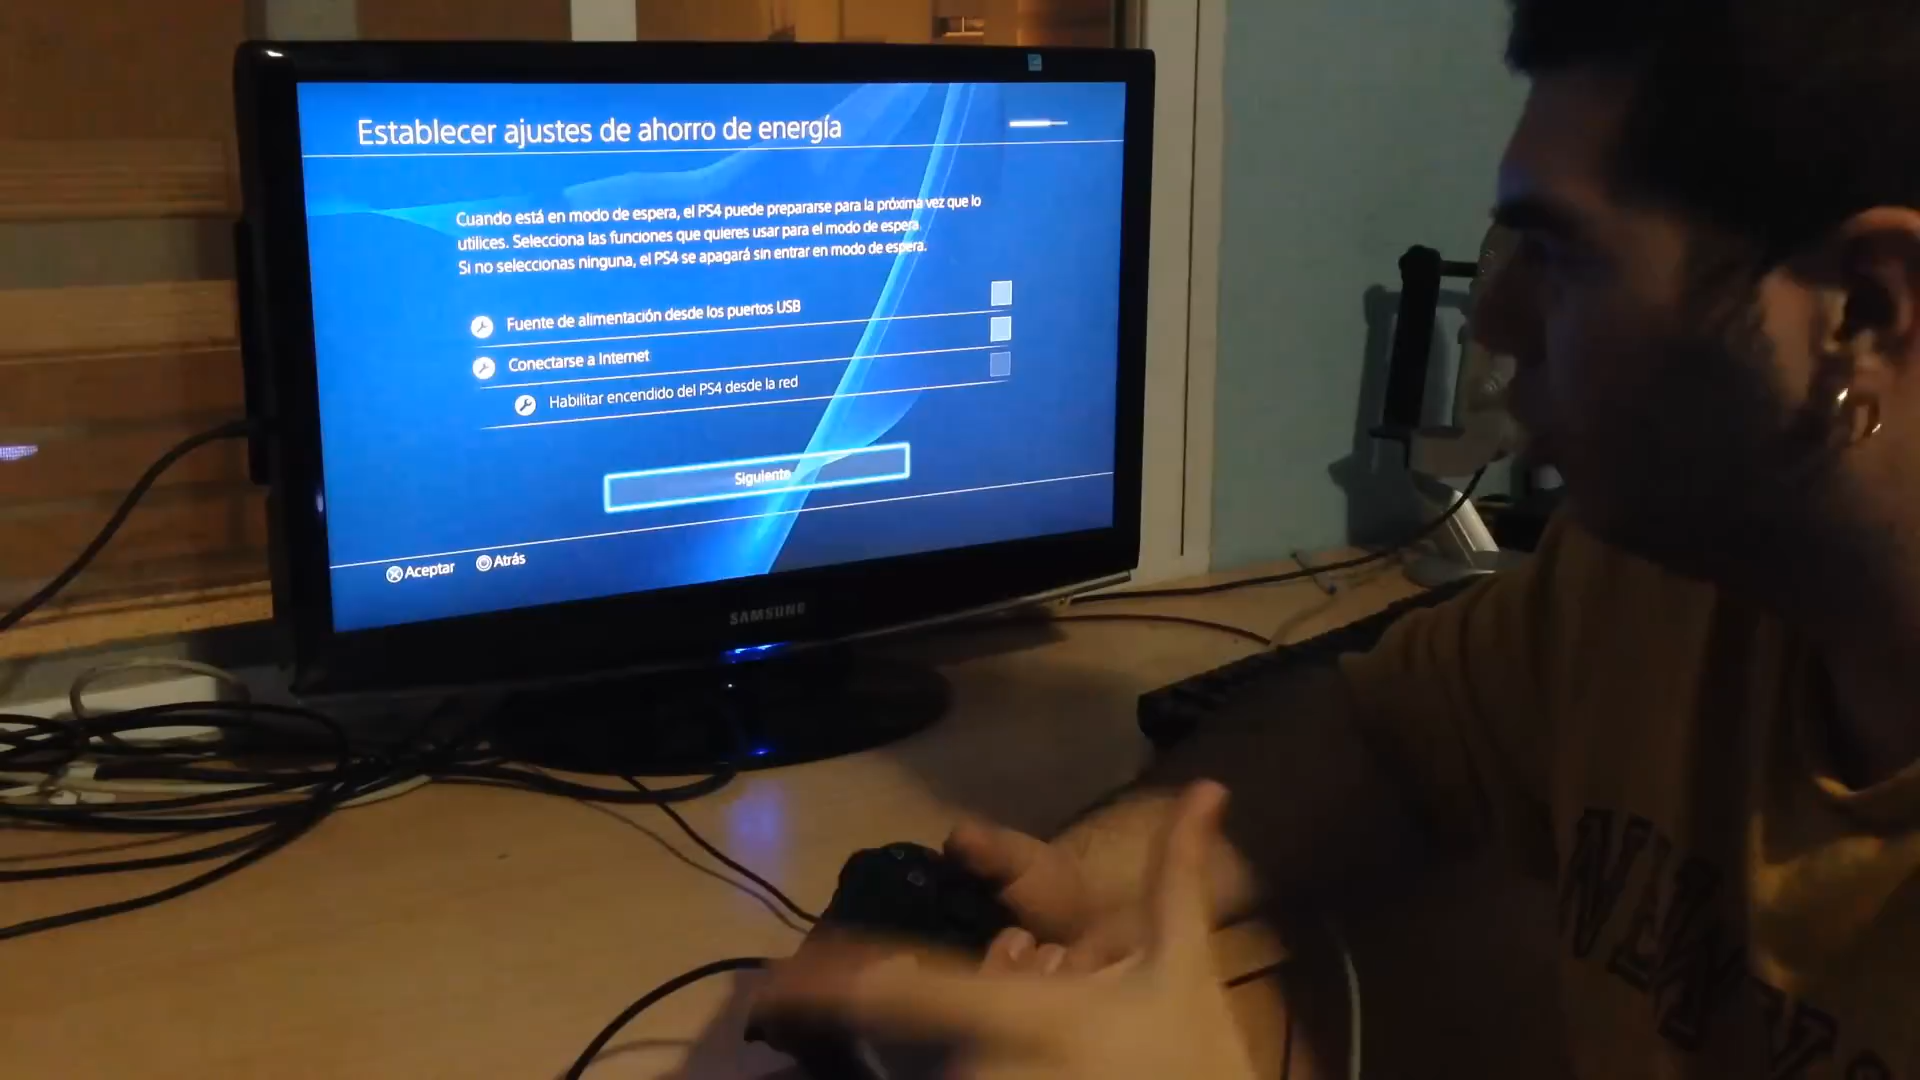 Establecer ajustes de ahorro de energía
Cuando está en modo de espera, el PS4 puede prepararse para la próxima vez que lo
utilices. Selecciona las funciones que quieres usar para el modo de espera.
Si no seleccionas ninguna, el PS4 se apagará sin entrar en modo de espera.
Fuente de alimentación desde los puertos USB
Conectarse a Internet
Habilitar encendido del PS4 desde la red
Siguiente
Aceptar Atrás
SAMSUNG
NEW